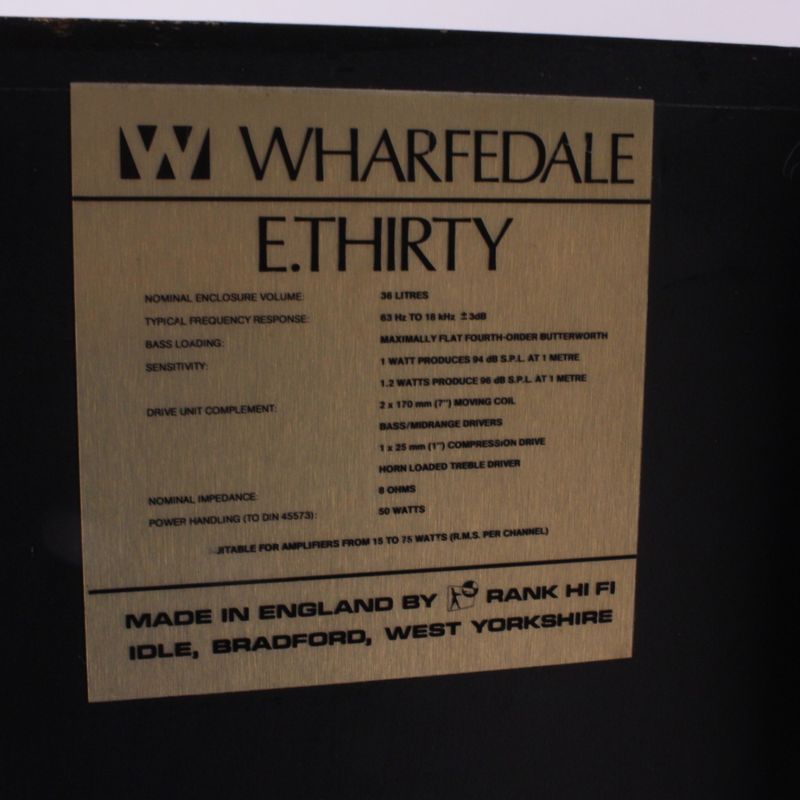 W WHARFEDALE
E.THIRTY
NOMINAL ENCLOSURE VOLUME: 36 LITRES
TYPICAL FREQUENCY RESPONSE: 63 Hz TO 18 kHz ±3dB
BASS LOADING: MAXIMALLY FLAT FOURTH-ORDER BUTTERWORTH
SENSITIVITY: 1 WATT PRODUCES 94 dB S.P.L. AT 1 METRE
1.2 WATTS PRODUCE 96 dB S.P.L. AT 1 METRE
DRIVE UNIT COMPLEMENT: 2 x 170 mm (7") MOVING COIL
BASS/MIDRANGE DRIVERS
1 x 25 mm (1") COMPRESSION DRIVE
HORN LOADED TREBLE DRIVER
NOMINAL IMPEDANCE: 8 OHMS
POWER HANDLING (TO DIN 45573): 50 WATTS
JITABLE FOR AMPLIFIERS FROM 15 TO 75 WATTS (R.M.S. PER CHANNEL)
MADE IN ENGLAND BY RANK HI FI
IDLE, BRADFORD, WEST YORKSHIRE